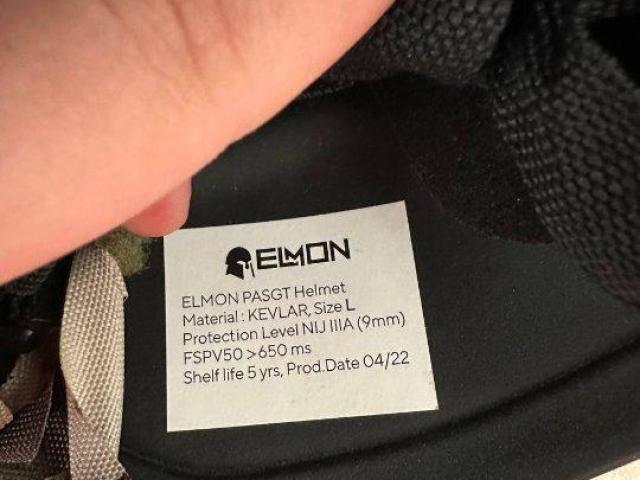 ELMON
ELMON PASGT Helmet
Material : KEVLAR, Size L
Protection Level NIJ IIIA (9mm)
FSPV50 >650 ms
Shelf life 5 yrs, Prod.Date 04/22